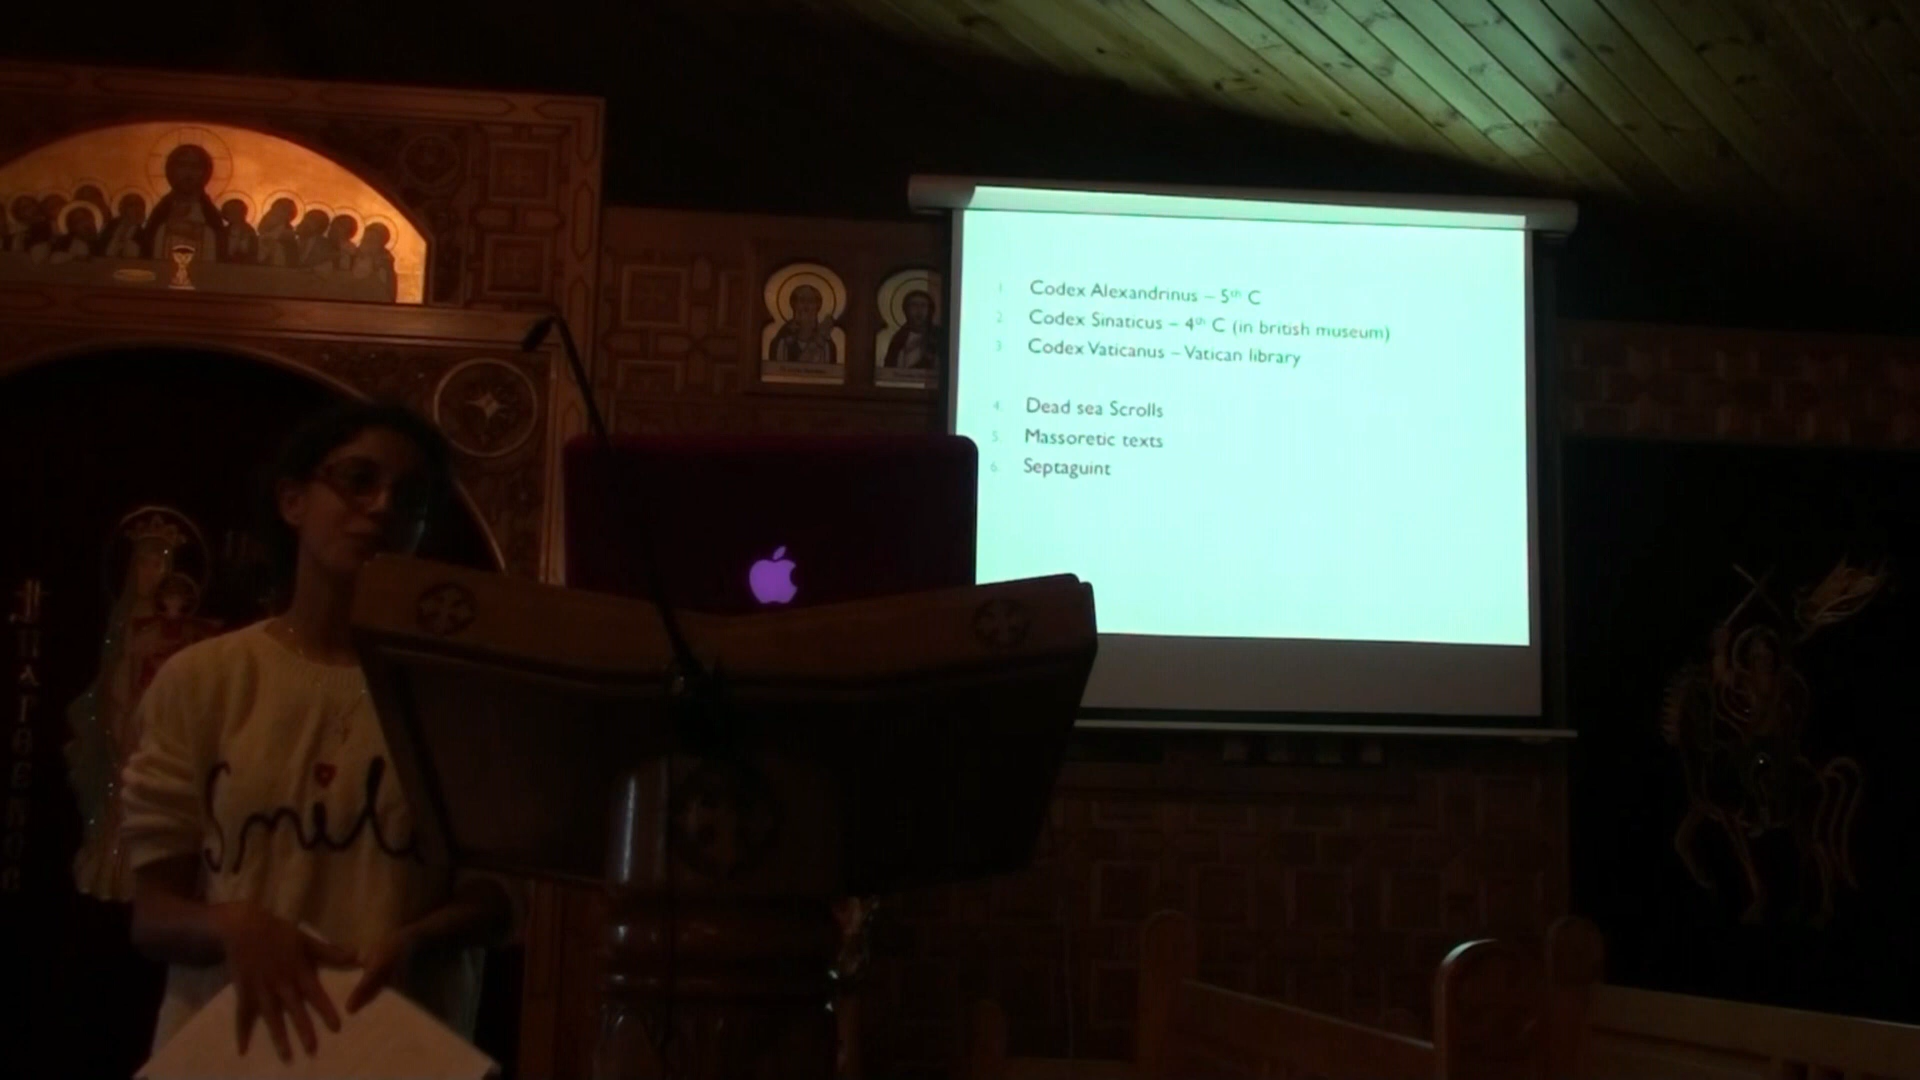 1. Codex Alexandrinus – 5th C
2. Codex Sinaticus – 4th C (in british museum)
3. Codex Vaticanus – Vatican library
4. Dead sea Scrolls
5. Massoretic texts
6. Septaguint
Smile